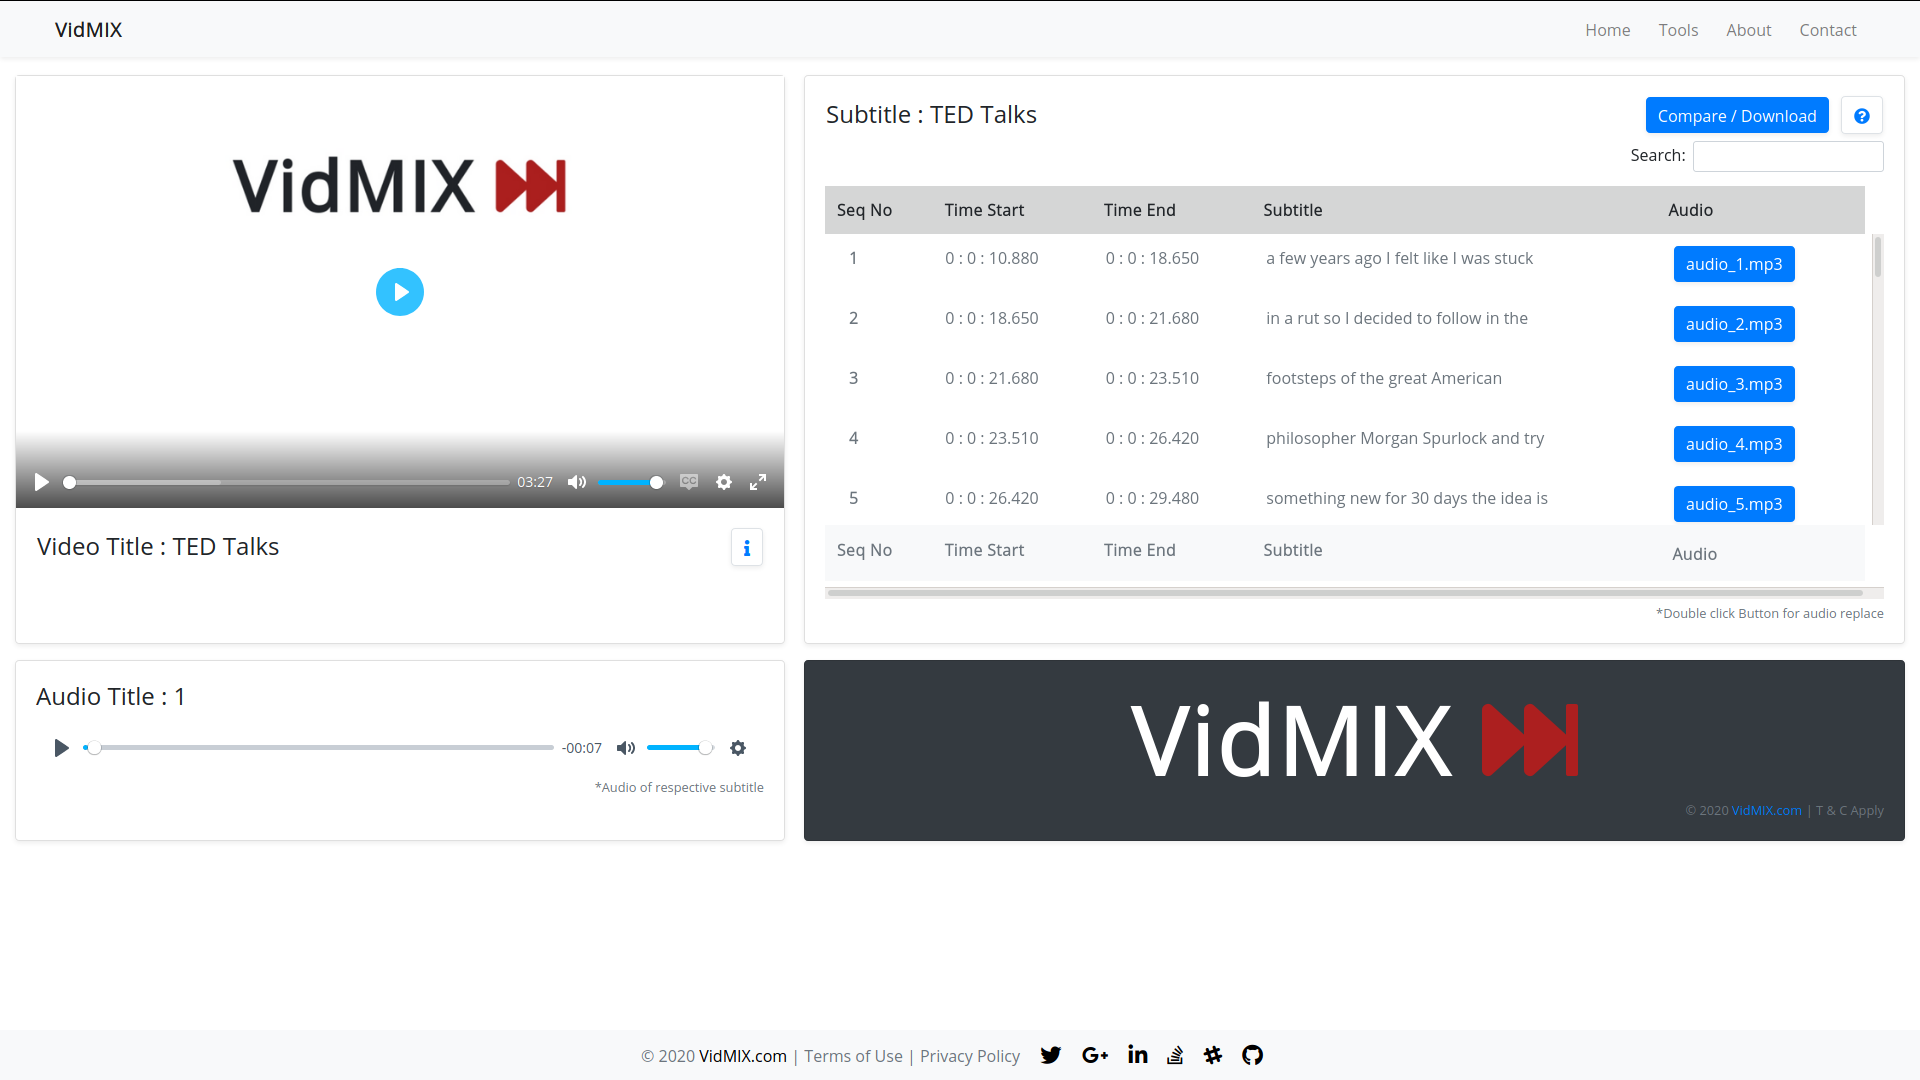 VidMIX
Home Tools About Contact
VidMIX
03:27
CC
Video Title : TED Talks
Subtitle : TED Talks
Compare / Download
Search:
Seq No Time Start Time End Subtitle Audio
1 0 : 0 : 10.880 0 : 0 : 18.650 a few years ago I felt like I was stuck audio_1.mp3
2 0 : 0 : 18.650 0 : 0 : 21.680 in a rut so I decided to follow in the audio_2.mp3
3 0 : 0 : 21.680 0 : 0 : 23.510 footsteps of the great American audio_3.mp3
4 0 : 0 : 23.510 0 : 0 : 26.420 philosopher Morgan Spurlock and try audio_4.mp3
5 0 : 0 : 26.420 0 : 0 : 29.480 something new for 30 days the idea is audio_5.mp3
Seq No Time Start Time End Subtitle Audio
*Double click Button for audio replace
Audio Title : 1
-00:07
*Audio of respective subtitle
VidMIX
© 2020 VidMIX.com | T & C Apply
© 2020 VidMIX.com | Terms of Use | Privacy Policy